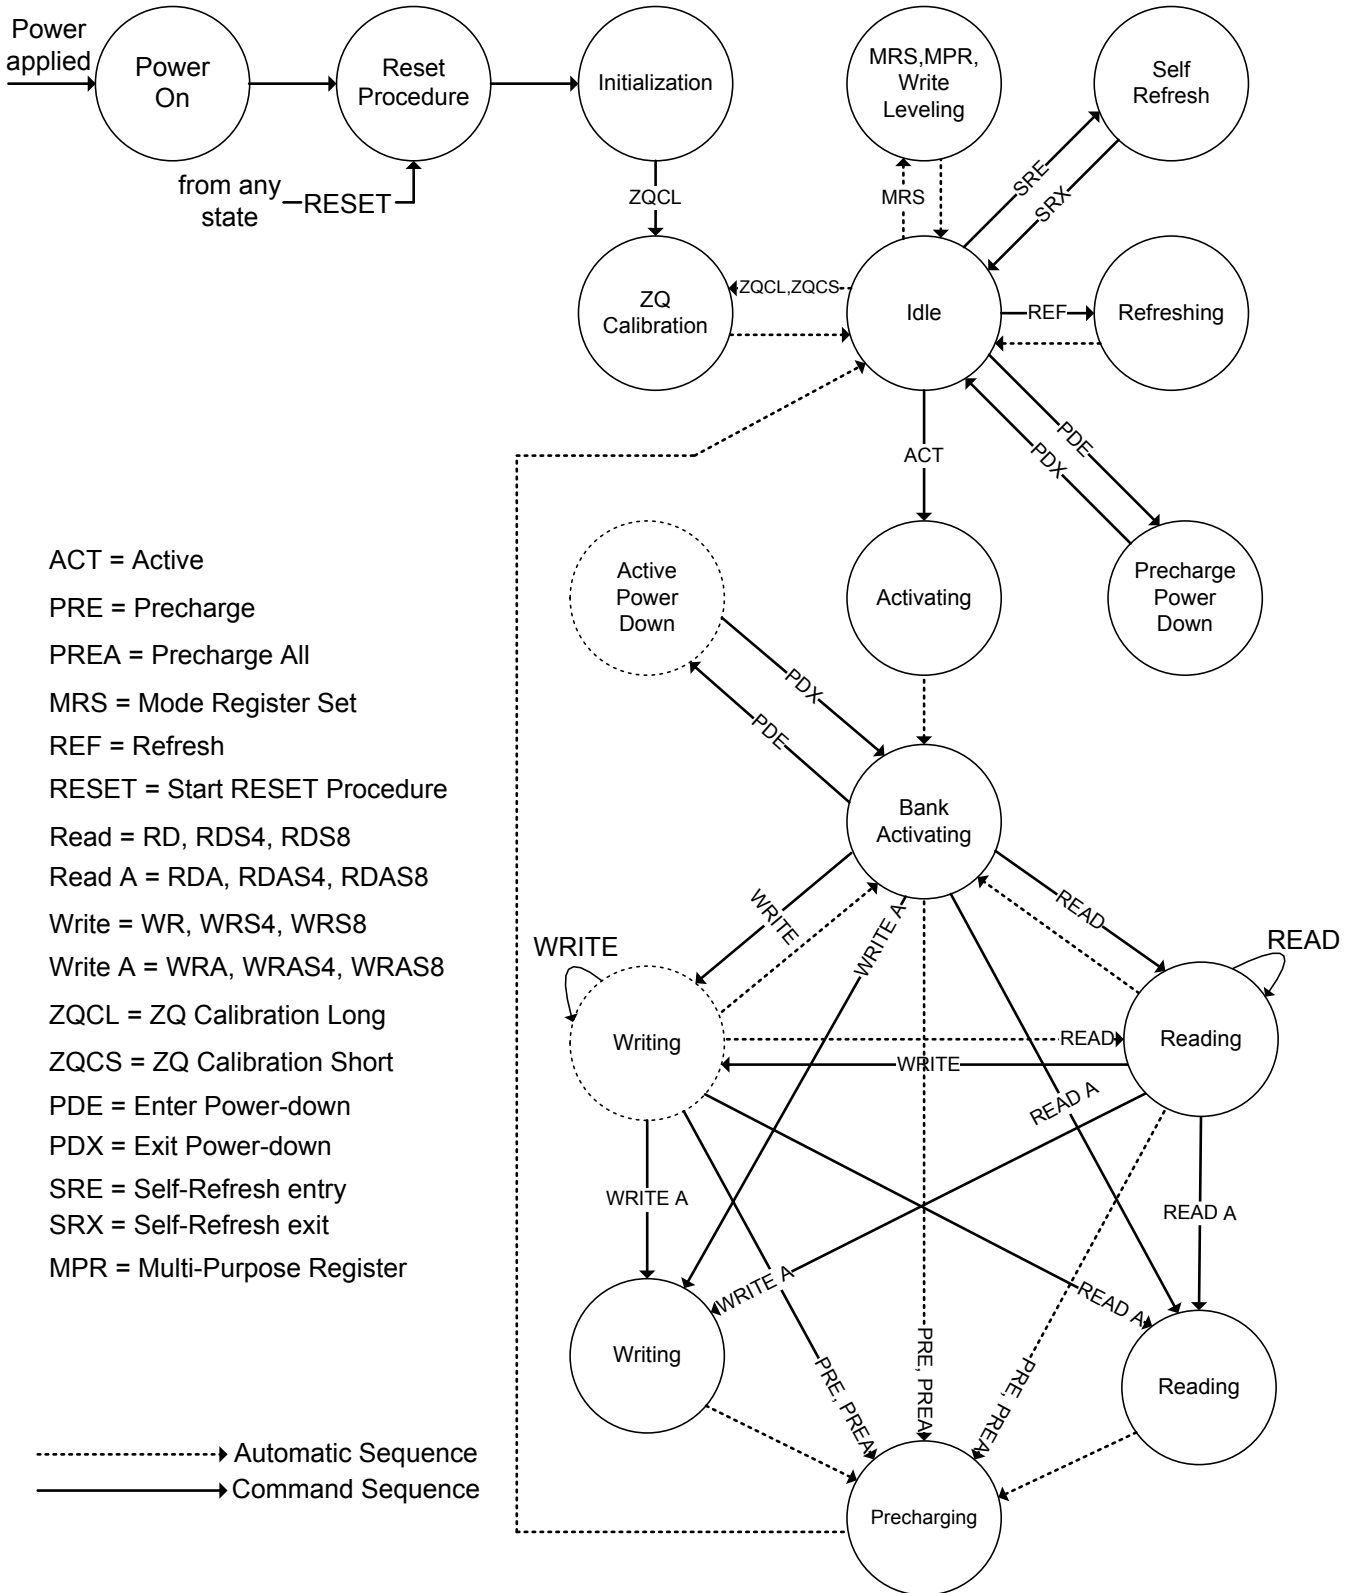 Power
applied
Power
On
Reset
Procedure
Initialization
MRS,MPR,
Write
Leveling
Self
Refresh
from any
state
RESET
ZQCL
MRS
SRE
SRX
ZQ
Calibration
ZQCL,ZQCS
Idle
REF
Refreshing
ACT
PDE
PDX
Active
Power
Down
Activating
Precharge
Power
Down
PDX
PDE
Bank
Activating
WRITE
WRITE
WRITE A
READ
READ
Writing
READ
Reading
WRITE
READ A
WRITE A
READ A
WRITE A
READ A
Writing
PRE, PREA
PRE, PREA
PRE, PREA
Reading
Precharging
ACT = Active
PRE = Precharge
PREA = Precharge All
MRS = Mode Register Set
REF = Refresh
RESET = Start RESET Procedure
Read = RD, RDS4, RDS8
Read A = RDA, RDAS4, RDAS8
Write = WR, WRS4, WRS8
Write A = WRA, WRAS4, WRAS8
ZQCL = ZQ Calibration Long
ZQCS = ZQ Calibration Short
PDE = Enter Power-down
PDX = Exit Power-down
SRE = Self-Refresh entry
SRX = Self-Refresh exit
MPR = Multi-Purpose Register
Automatic Sequence
Command Sequence